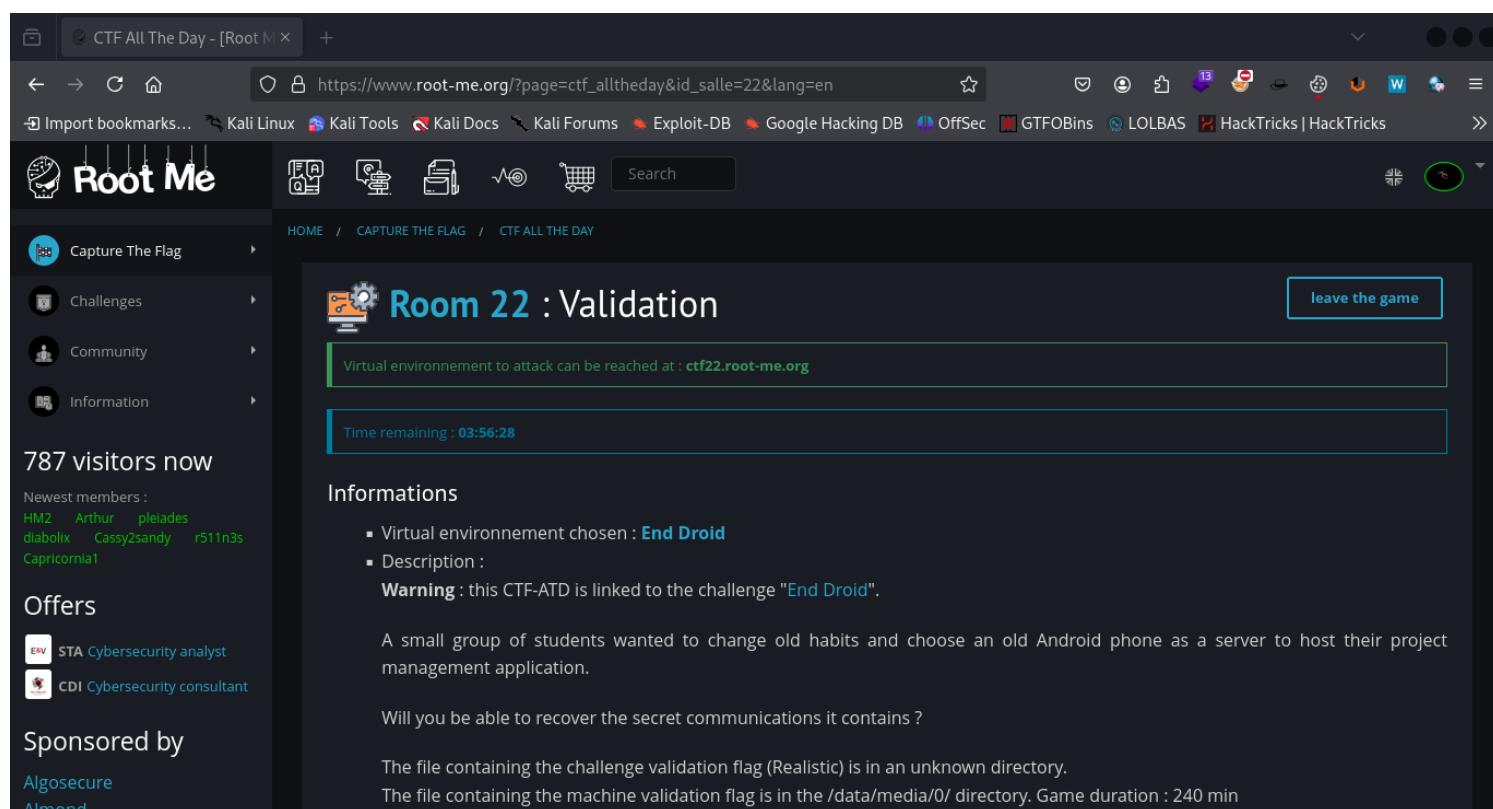 CTF All The Day - [Root M
https://www.root-me.org/?page=ctf_alltheday&id_salle=22&lang=en
13
W
Import bookmarks...
Kali Linux
Kali Tools
Kali Docs
Kali Forums
Exploit-DB
Google Hacking DB
OffSec
GTFOBins
LOLBAS
HackTricks | HackTricks
Root Me
Search
HOME / CAPTURE THE FLAG / CTF ALL THE DAY
Capture The Flag
Challenges
Community
Information
787 visitors now
Newest members :
HM2 Arthur pleiades
diabolix Cassy2sandy r511n3s
Capricornia1
Offers
STA Cybersecurity analyst
CDI Cybersecurity consultant
Sponsored by
Algosecure
Almond
Room 22 : Validation
leave the game
Virtual environnement to attack can be reached at : ctf22.root-me.org
Time remaining : 03:56:28
Informations
Virtual environnement chosen : End Droid
Description :
Warning : this CTF-ATD is linked to the challenge "End Droid".
A small group of students wanted to change old habits and choose an old Android phone as a server to host their project
management application.
Will you be able to recover the secret communications it contains ?
The file containing the challenge validation flag (Realistic) is in an unknown directory.
The file containing the machine validation flag is in the /data/media/0/ directory. Game duration : 240 min